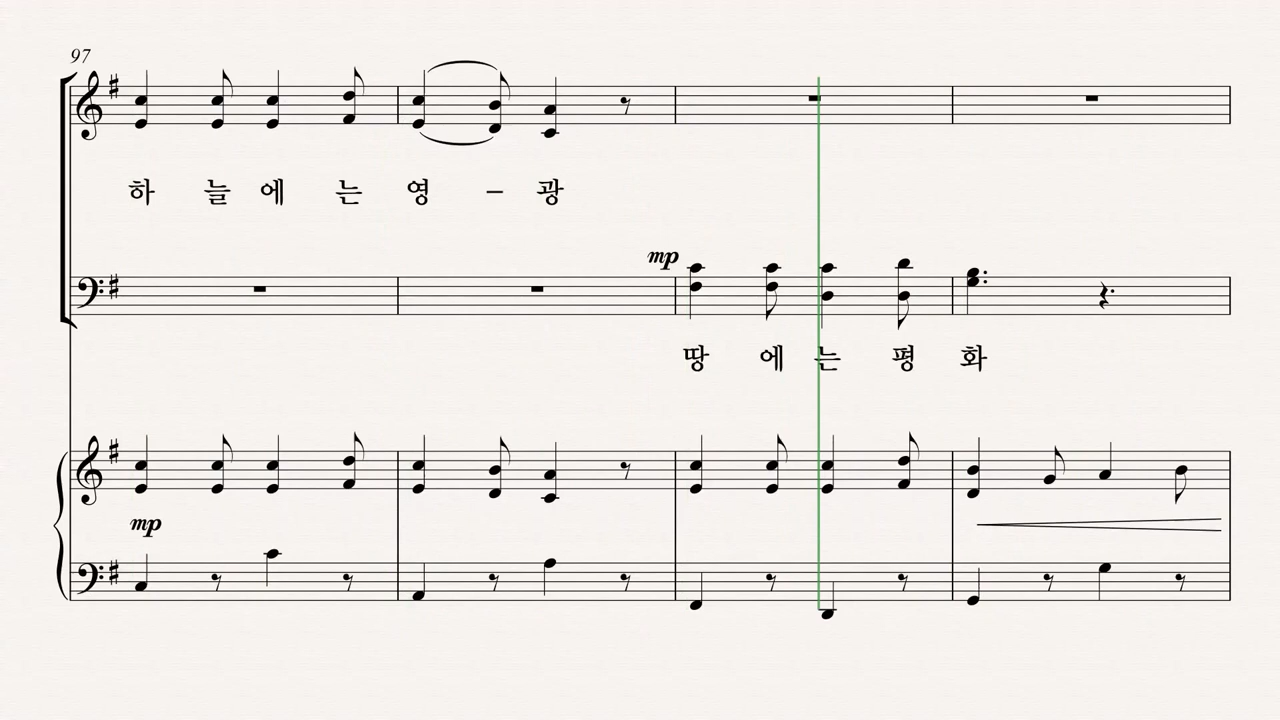 97
하 늘 에 는 영 – 광
mp
땅 에 는 평 화
mp